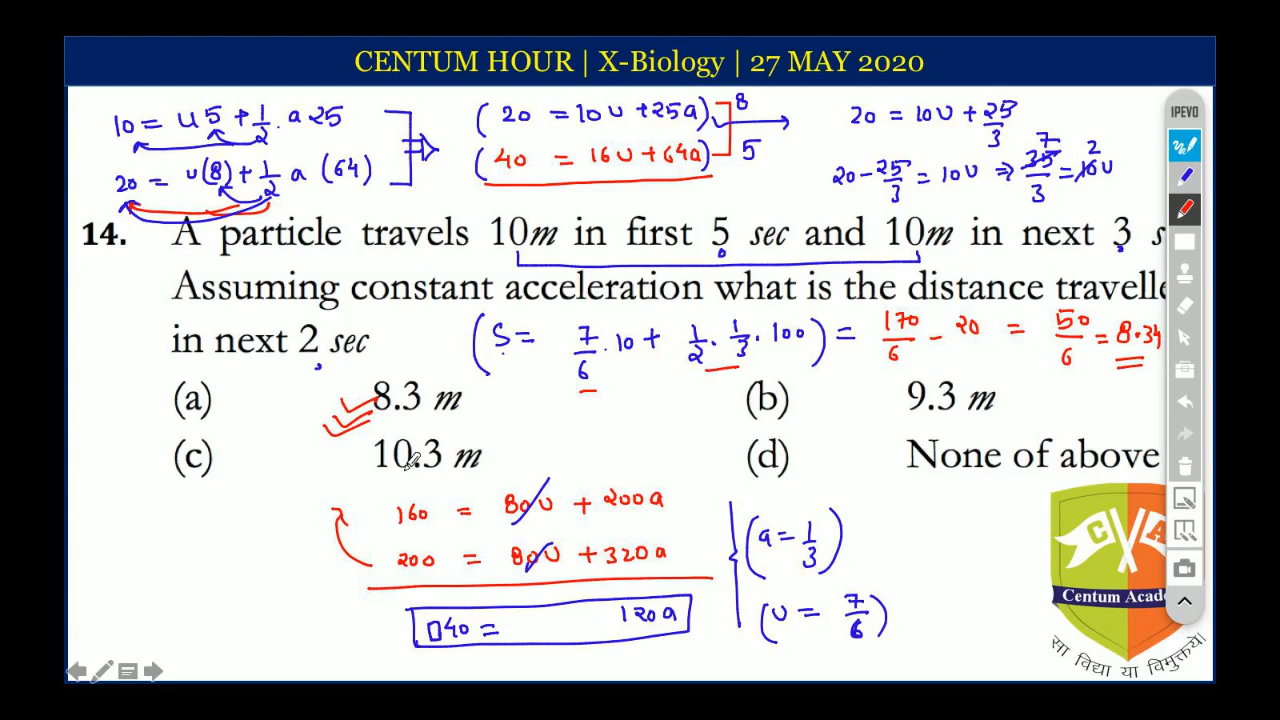 CENTUM HOUR | X-Biology | 27 MAY 2020
IPEVO
10 = u5 + 1/2 . a25
20 = u(8) + 1/2 a (64)
(20 = 10u + 25a) 8
(40 = 16u + 64a) 5
20 = 10u + 25/3
20 - 25/3 = 10u ⇒ 35/3 = 10u
7 2
14. A particle travels 10m in first 5 sec and 10m in next 3 s
Assuming constant acceleration what is the distance travelle
in next 2 sec
(S = 7/6 . 10 + 1/2 . 1/3 . 100) = 170/6 - 20 = 50/6 = 8.34
(a) 8.3 m (b) 9.3 m
(c) 10.3 m (d) None of above
160 = 80u + 200a
200 = 80u + 320a
40 = 120a
(a = 1/3)
(u = 7/6)
C A
Centum Acade
सा विद्या या विमुक्तये।